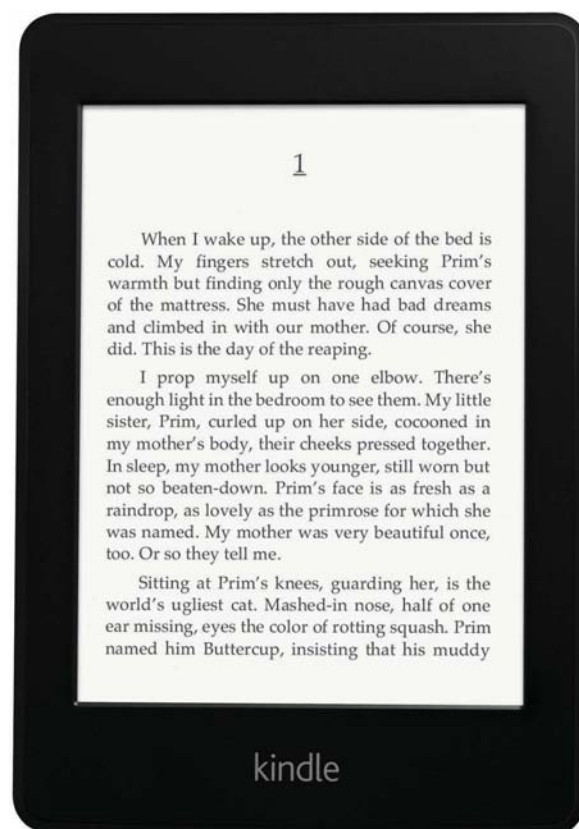 1
When I wake up, the other side of the bed is
cold. My fingers stretch out, seeking Prim's
warmth but finding only the rough canvas cover
of the mattress. She must have had bad dreams
and climbed in with our mother. Of course, she
did. This is the day of the reaping.
I prop myself up on one elbow. There's
enough light in the bedroom to see them. My little
sister, Prim, curled up on her side, cocooned in
my mother's body, their cheeks pressed together.
In sleep, my mother looks younger, still worn but
not so beaten-down. Prim's face is as fresh as a
raindrop, as lovely as the primrose for which she
was named. My mother was very beautiful once,
too. Or so they tell me.
Sitting at Prim's knees, guarding her, is the
world's ugliest cat. Mashed-in nose, half of one
ear missing, eyes the color of rotting squash. Prim
named him Buttercup, insisting that his muddy
kindle